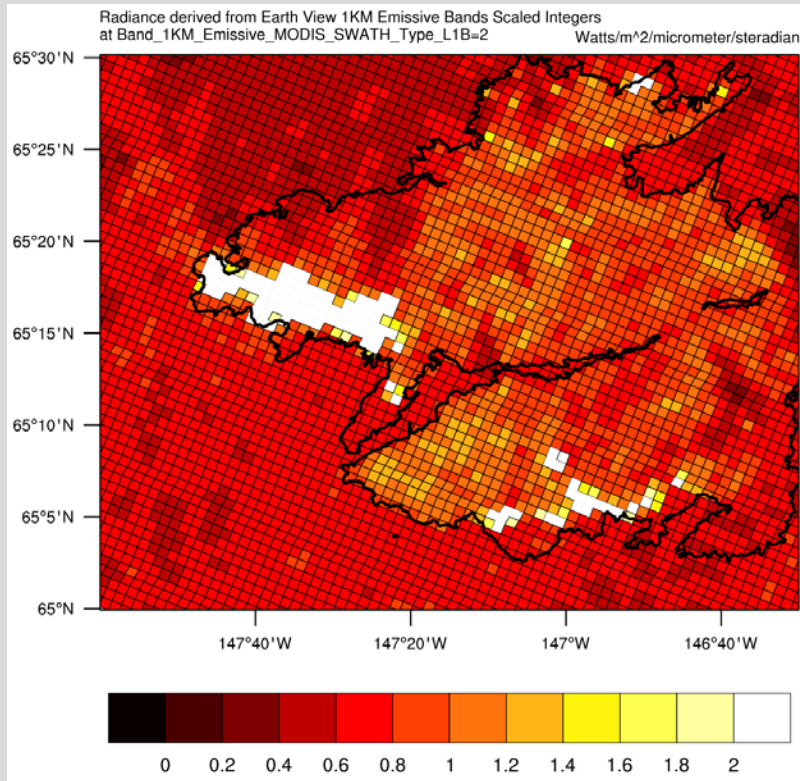 Radiance derived from Earth View 1KM Emissive Bands Scaled Integers
at Band_1KM_Emissive_MODIS_SWATH_Type_L1B=2
Watts/m^2/micrometer/steradian
65°30'N
65°25'N
65°20'N
65°15'N
65°10'N
65°5'N
65°N
147°40'W 147°20'W 147°W 146°40'W
0 0.2 0.4 0.6 0.8 1 1.2 1.4 1.6 1.8 2